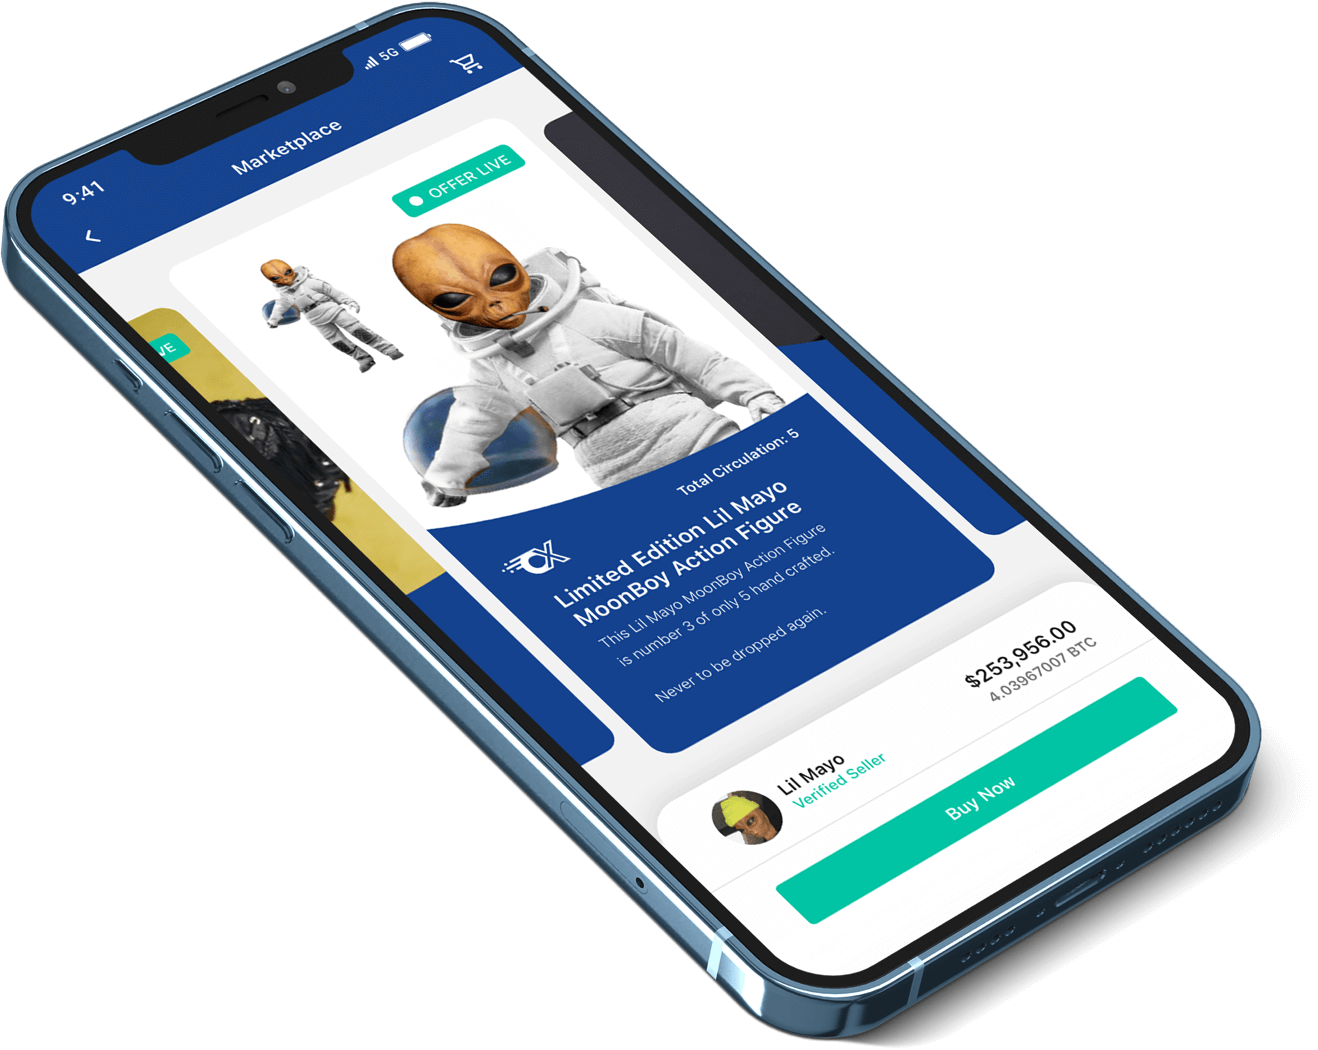 9:41
5G
Marketplace
OFFER LIVE
VE
Total Circulation: 5
Limited Edition Lil Mayo
MoonBoy Action Figure
This Lil Mayo MoonBoy Action Figure
is number 3 of only 5 hand crafted.
Never to be dropped again.
$253,956.00
4.03967007 BTC
Lil Mayo
Verified Seller
Buy Now